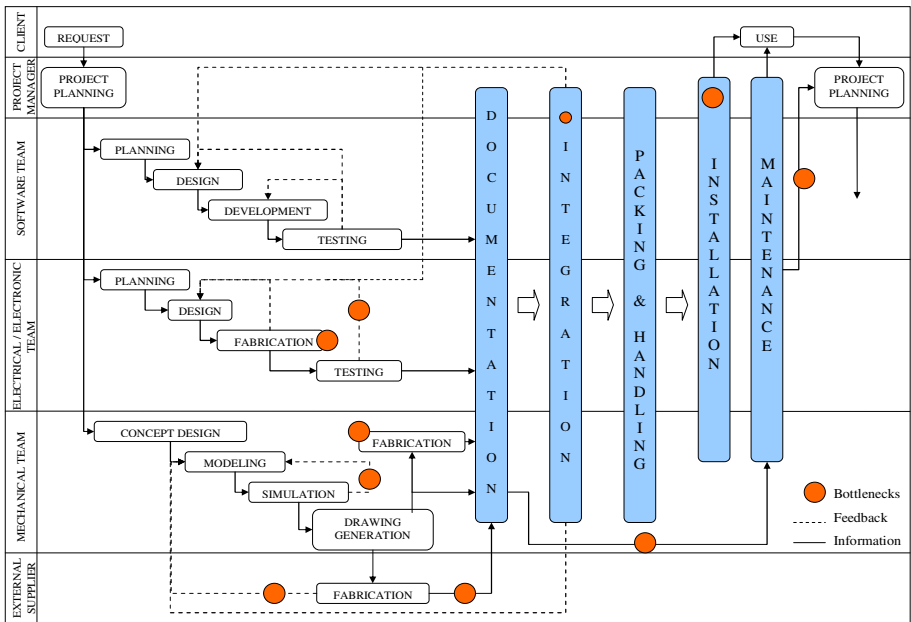 CLIENT
REQUEST
USE
PROJECT
MANAGER
PROJECT
PLANNING
PROJECT
PLANNING
SOFTWARE TEAM
PLANNING
DESIGN
DEVELOPMENT
TESTING
ELECTRICAL / ELECTRONIC
TEAM
PLANNING
DESIGN
FABRICATION
TESTING
MECHANICAL TEAM
CONCEPT DESIGN
MODELING
SIMULATION
DRAWING
GENERATION
FABRICATION
EXTERNAL
SUPPLIER
FABRICATION
DOCUMENTATION
INTEGRATION
PACKING & HANDLING
INSTALLATION
MAINTENANCE
Bottlenecks
Feedback
Information